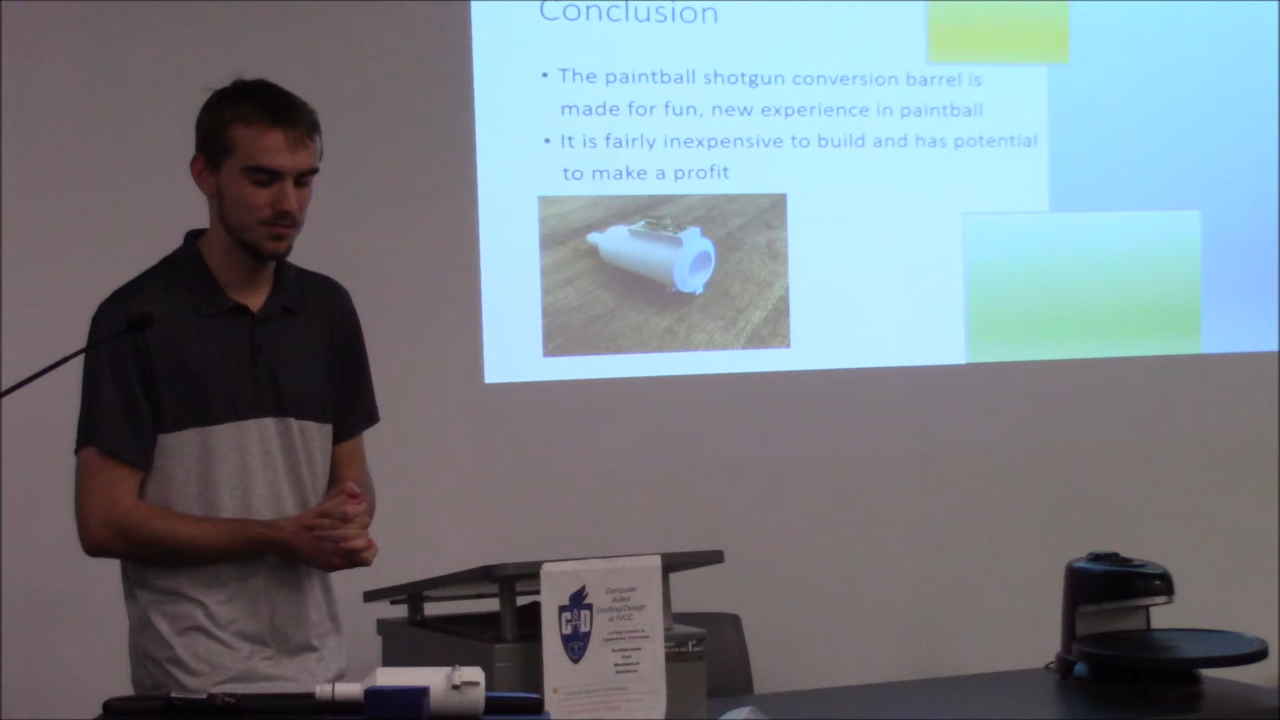 Conclusion
• The paintball shotgun conversion barrel is
made for fun, new experience in paintball
• It is fairly inexpensive to build and has potential
to make a profit
Computer
Aided
Drafting/Design
at IVCC
CAD